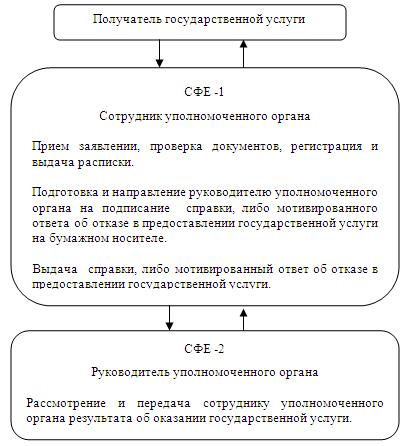 Получатель государственной услуги
СФЕ -1
Сотрудник уполномоченного органа
Прием заявлении, проверка документов, регистрация и
выдача расписки.
Подготовка и направление руководителю уполномоченного
органа на подписание справки, либо мотивированного
ответа об отказе в предоставлении государственной услуги
на бумажном носителе.
Выдача справки, либо мотивированный ответ об отказе в
предоставлении государственной услуги.
СФЕ -2
Руководитель уполномоченного органа
Рассмотрение и передача сотруднику уполномоченного
органа результата об оказании государственной услуги.